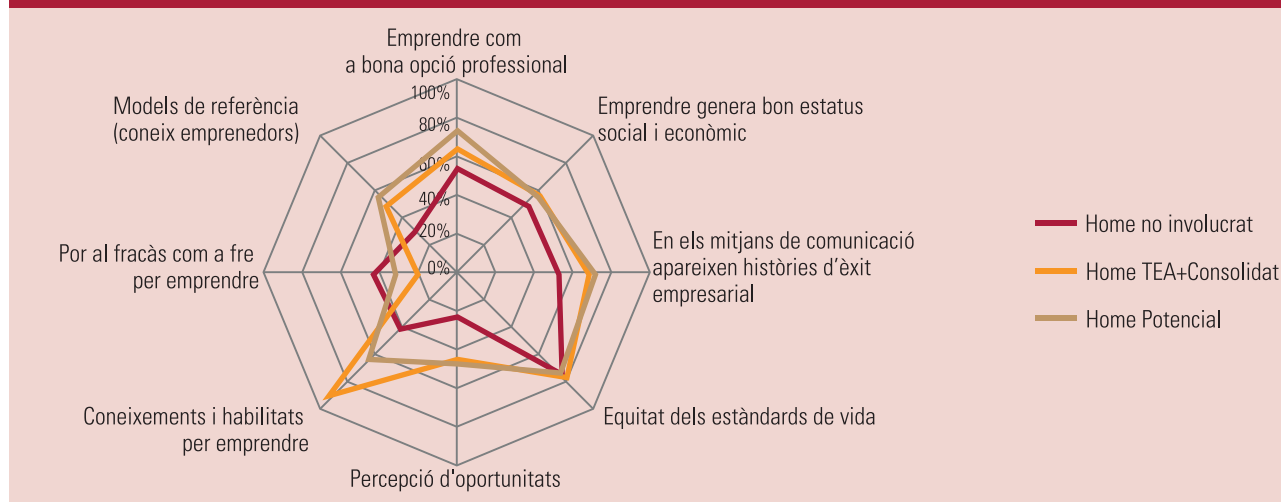 Emprendre com
a bona opció professional
Models de referència
(coneix emprenedors)
Emprendre genera bon estatus
social i econòmic
100%
80%
60%
40%
20%
0%
Por al fracàs com a fre
per emprendre
En els mitjans de comunicació
apareixen històries d'èxit
empresarial
Coneixements i habilitats
per emprendre
Equitat dels estàndards de vida
Percepció d'oportunitats
Home no involucrat
Home TEA+Consolidat
Home Potencial